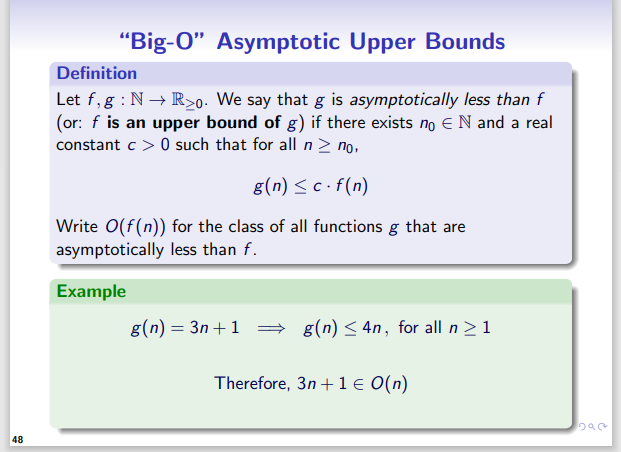 “Big-O” Asymptotic Upper Bounds
Definition
Let f, g : ℕ → ℝ≥0. We say that g is asymptotically less than f
(or: f is an upper bound of g) if there exists n₀ ∈ ℕ and a real
constant c > 0 such that for all n ≥ n₀,
g(n) ≤ c · f(n)
Write O(f(n)) for the class of all functions g that are
asymptotically less than f.
Example
g(n) = 3n + 1 ⟹ g(n) ≤ 4n, for all n ≥ 1
Therefore, 3n + 1 ∈ O(n)
48